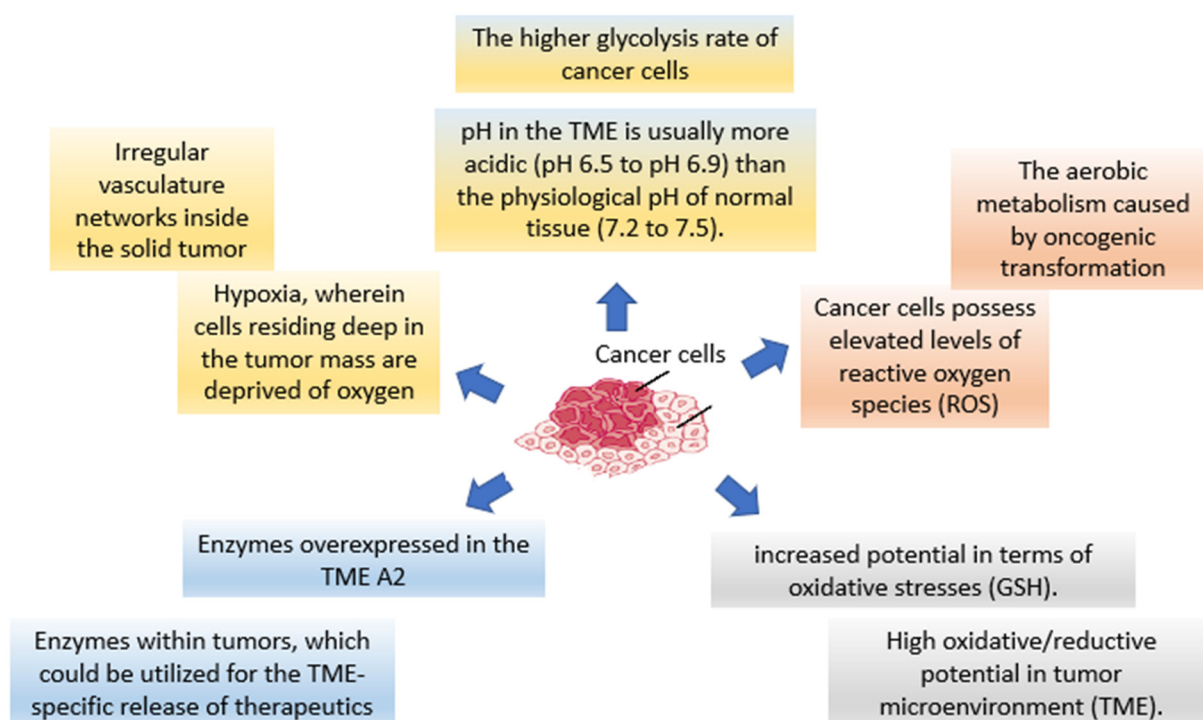 The higher glycolysis rate of
cancer cells
pH in the TME is usually more
acidic (pH 6.5 to pH 6.9) than
the physiological pH of normal
tissue (7.2 to 7.5).
Irregular
vasculature
networks inside
the solid tumor
Hypoxia, wherein
cells residing deep in
the tumor mass are
deprived of oxygen
The aerobic
metabolism caused
by oncogenic
transformation
Cancer cells possess
elevated levels of
reactive oxygen
species (ROS)
Cancer cells
Enzymes overexpressed in the
TME A2
Enzymes within tumors, which
could be utilized for the TME-
specific release of therapeutics
increased potential in terms of
oxidative stresses (GSH).
High oxidative/reductive
potential in tumor
microenvironment (TME).